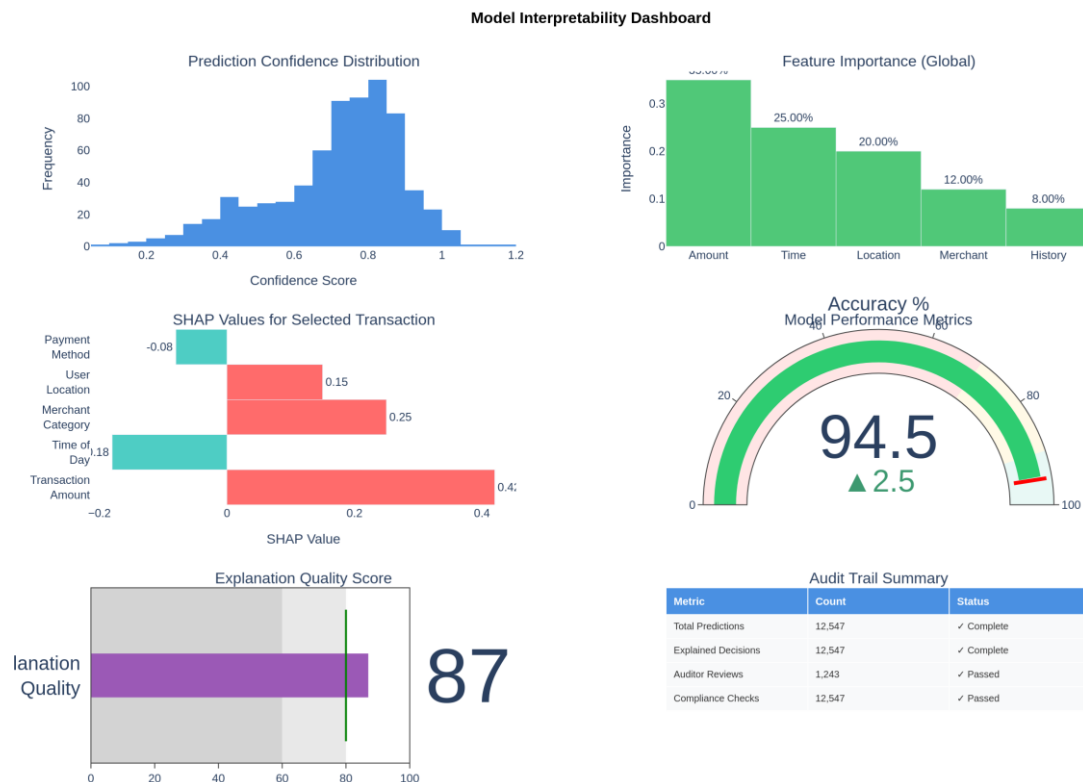 Model Interpretability Dashboard
Prediction Confidence Distribution
Frequency
100
80
60
40
20
0
0.2
0.4
0.6
0.8
1
1.2
Confidence Score
Feature Importance (Global)
Importance
0.3
0.2
0.1
0
25.00%
20.00%
12.00%
8.00%
Amount
Time
Location
Merchant
History
SHAP Values for Selected Transaction
Payment
Method
User
Location
Merchant
Category
Time of
Day
Transaction
Amount
-0.08
0.15
0.25
.18
−0.2
0
0.2
0.4
SHAP Value
Accuracy %
Model Performance Metrics
0
20
40
60
80
100
94.5
▲2.5
Explanation Quality Score
lanation
Quality
87
0
20
40
60
80
100
Audit Trail Summary
Metric Count Status
Total Predictions 12,547 ✓ Complete
Explained Decisions 12,547 ✓ Complete
Auditor Reviews 1,243 ✓ Passed
Compliance Checks 12,547 ✓ Passed